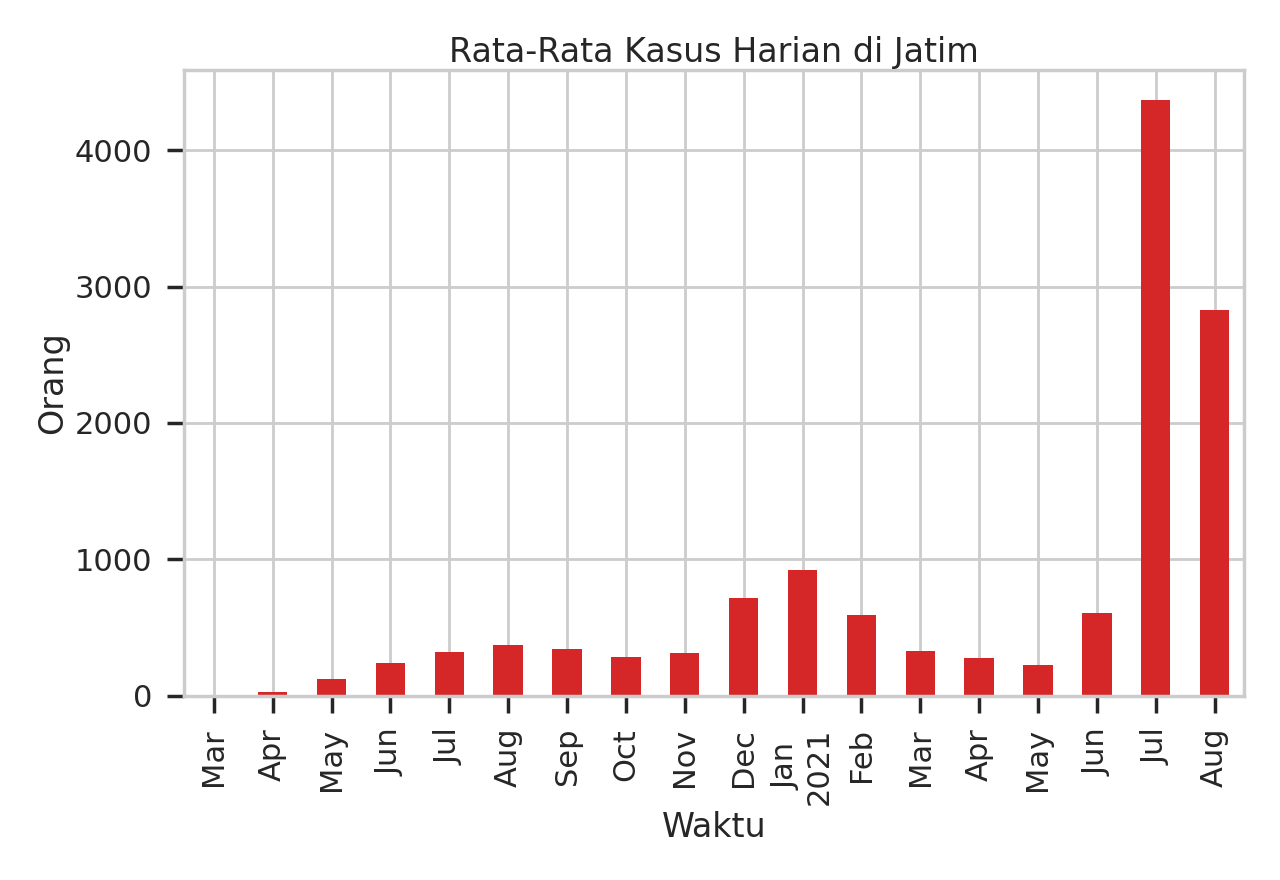 Rata-Rata Kasus Harian di Jatim
4000
3000
2000
1000
0
Orang
Mar
Apr
May
Jun
Jul
Aug
Sep
Oct
Nov
Dec
Jan
2021
Feb
Mar
Apr
May
Jun
Jul
Aug
Waktu